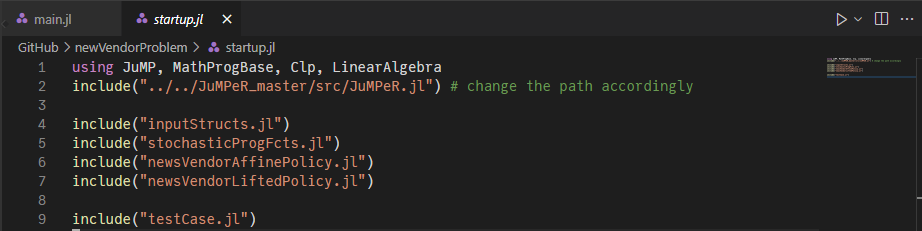 main.jl startup.jl
GitHub > newVendorProblem > startup.jl
1 using JuMP, MathProgBase, Clp, LinearAlgebra
2 include("../../JuMPeR_master/src/JuMPeR.jl") # change the path accordingly
3
4 include("inputStructs.jl")
5 include("stochasticProgFcts.jl")
6 include("newsVendorAffinePolicy.jl")
7 include("newsVendorLiftedPolicy.jl")
8
9 include("testCase.jl")